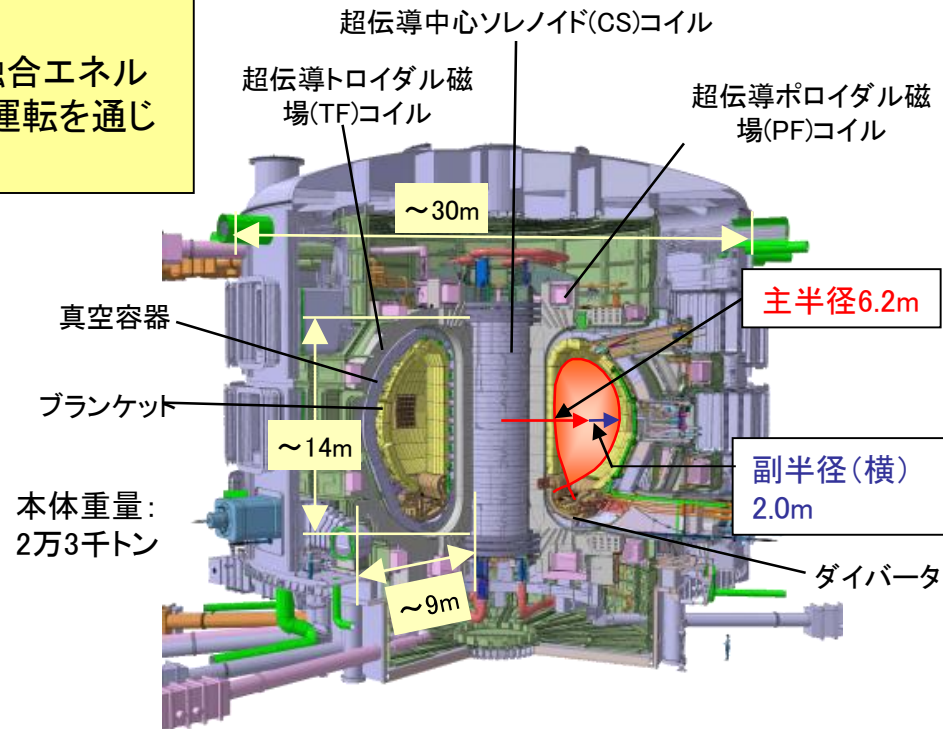 融合エネル
運転を通じ
超伝導中心ソレノイド(CS)コイル
超伝導トロイダル磁
場(TF)コイル
超伝導ポロイダル磁
場(PF)コイル
～30m
主半径6.2m
真空容器
ブランケット
～14m
副半径(横)
2.0m
本体重量:
2万3千トン
～9m
ダイバータ